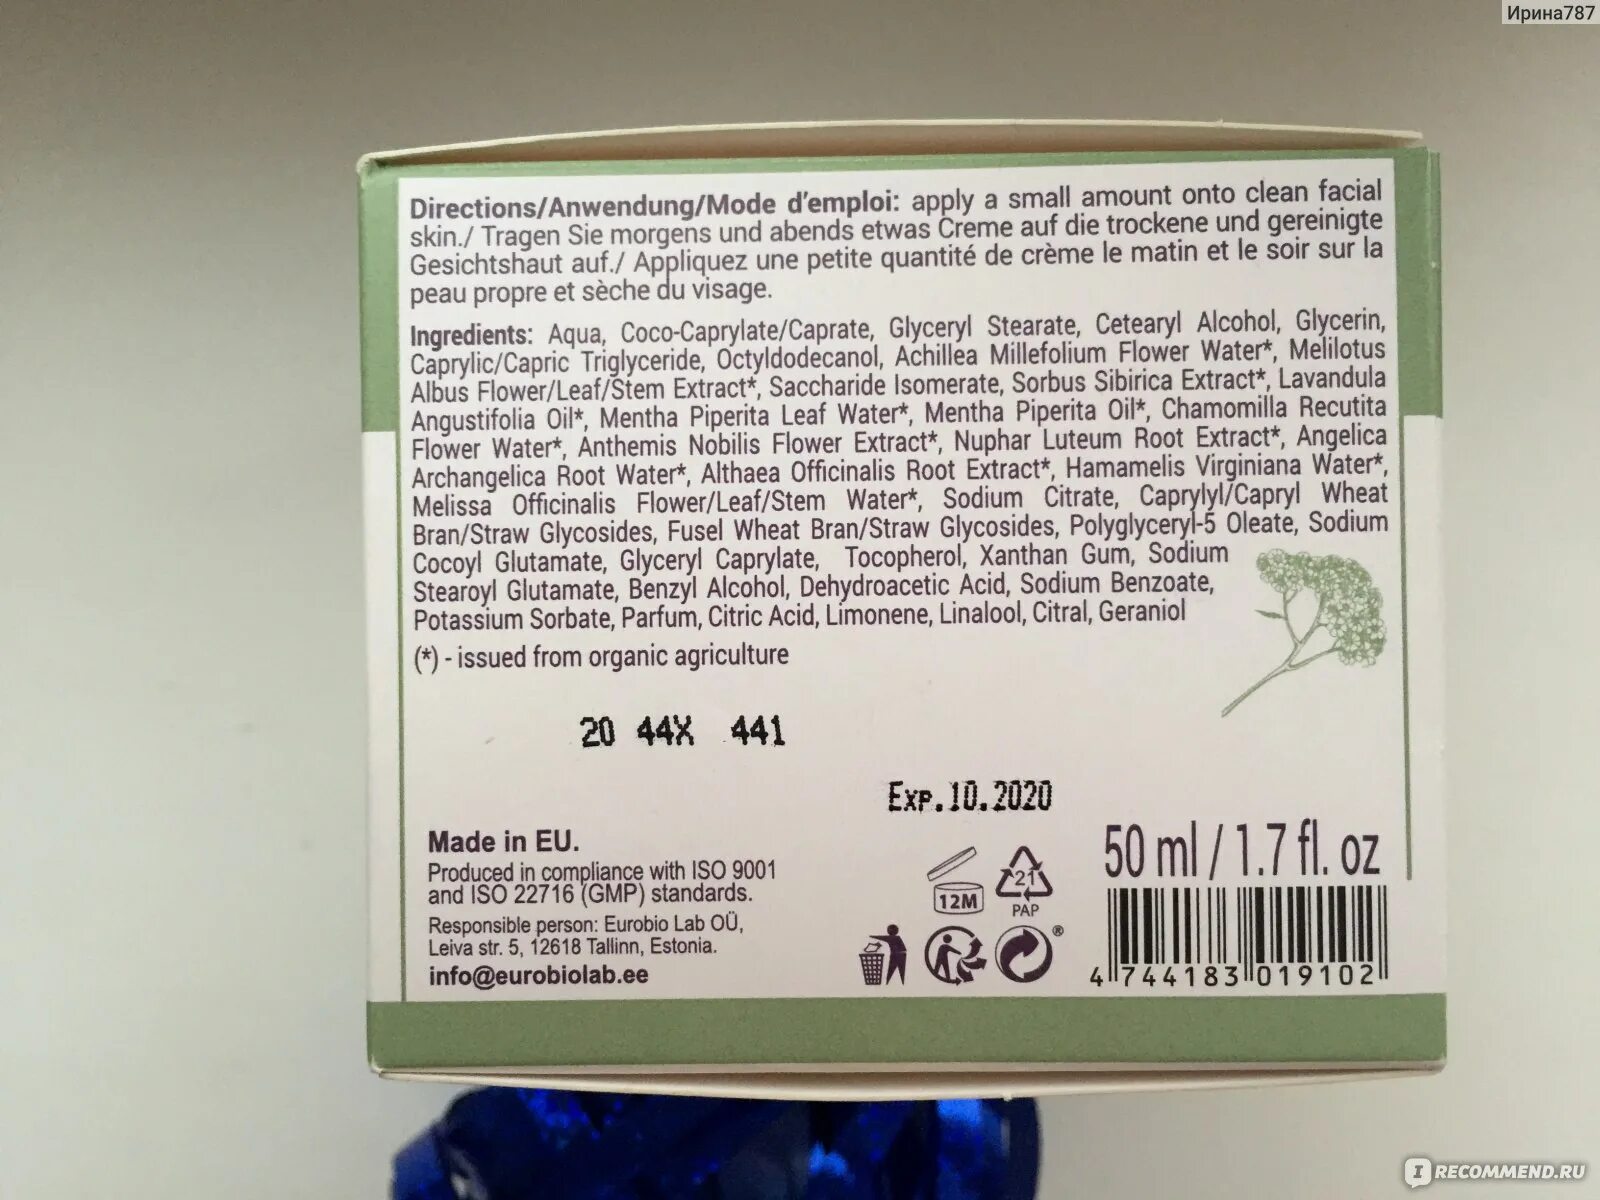 Ирина787
Directions/Anwendung/Mode d'emploi: apply a small amount onto clean facial
skin./ Tragen Sie morgens und abends etwas Creme auf die trockene und gereinigte
Gesichtshaut auf./ Appliquez une petite quantité de crème le matin et le soir sur la
peau propre et sèche du visage.
Ingredients: Aqua, Coco-Caprylate/Caprate, Glyceryl Stearate, Cetearyl Alcohol, Glycerin,
Caprylic/Capric Triglyceride, Octyldodecanol, Achillea Millefolium Flower Water*, Melilotus
Albus Flower/Leaf/Stem Extract*, Saccharide Isomerate, Sorbus Sibirica Extract*, Lavandula
Angustifolia Oil*, Mentha Piperita Leaf Water*, Mentha Piperita Oil*, Chamomilla Recutita
Flower Water*, Anthemis Nobilis Flower Extract*, Nuphar Luteum Root Extract*, Angelica
Archangelica Root Water*, Althaea Officinalis Root Extract*, Hamamelis Virginiana Water*,
Melissa Officinalis Flower/Leaf/Stem Water*, Sodium Citrate, Caprylyl/Capryl Wheat
Bran/Straw Glycosides, Fusel Wheat Bran/Straw Glycosides, Polyglyceryl-5 Oleate, Sodium
Cocoyl Glutamate, Glyceryl Caprylate, Tocopherol, Xanthan Gum, Sodium
Stearoyl Glutamate, Benzyl Alcohol, Dehydroacetic Acid, Sodium Benzoate,
Potassium Sorbate, Parfum, Citric Acid, Limonene, Linalool, Citral, Geraniol
(*) - issued from organic agriculture
20 44X 441
Exp.10.2020
Made in EU.
Produced in compliance with ISO 9001
and ISO 22716 (GMP) standards.
Responsible person: Eurobio Lab OÜ,
Leiva str. 5, 12618 Tallinn, Estonia.
info@eurobiolab.ee
12M
21
PAP
®
50 ml / 1.7 fl. oz
4 744183 019102
IRECOMMEND.RU